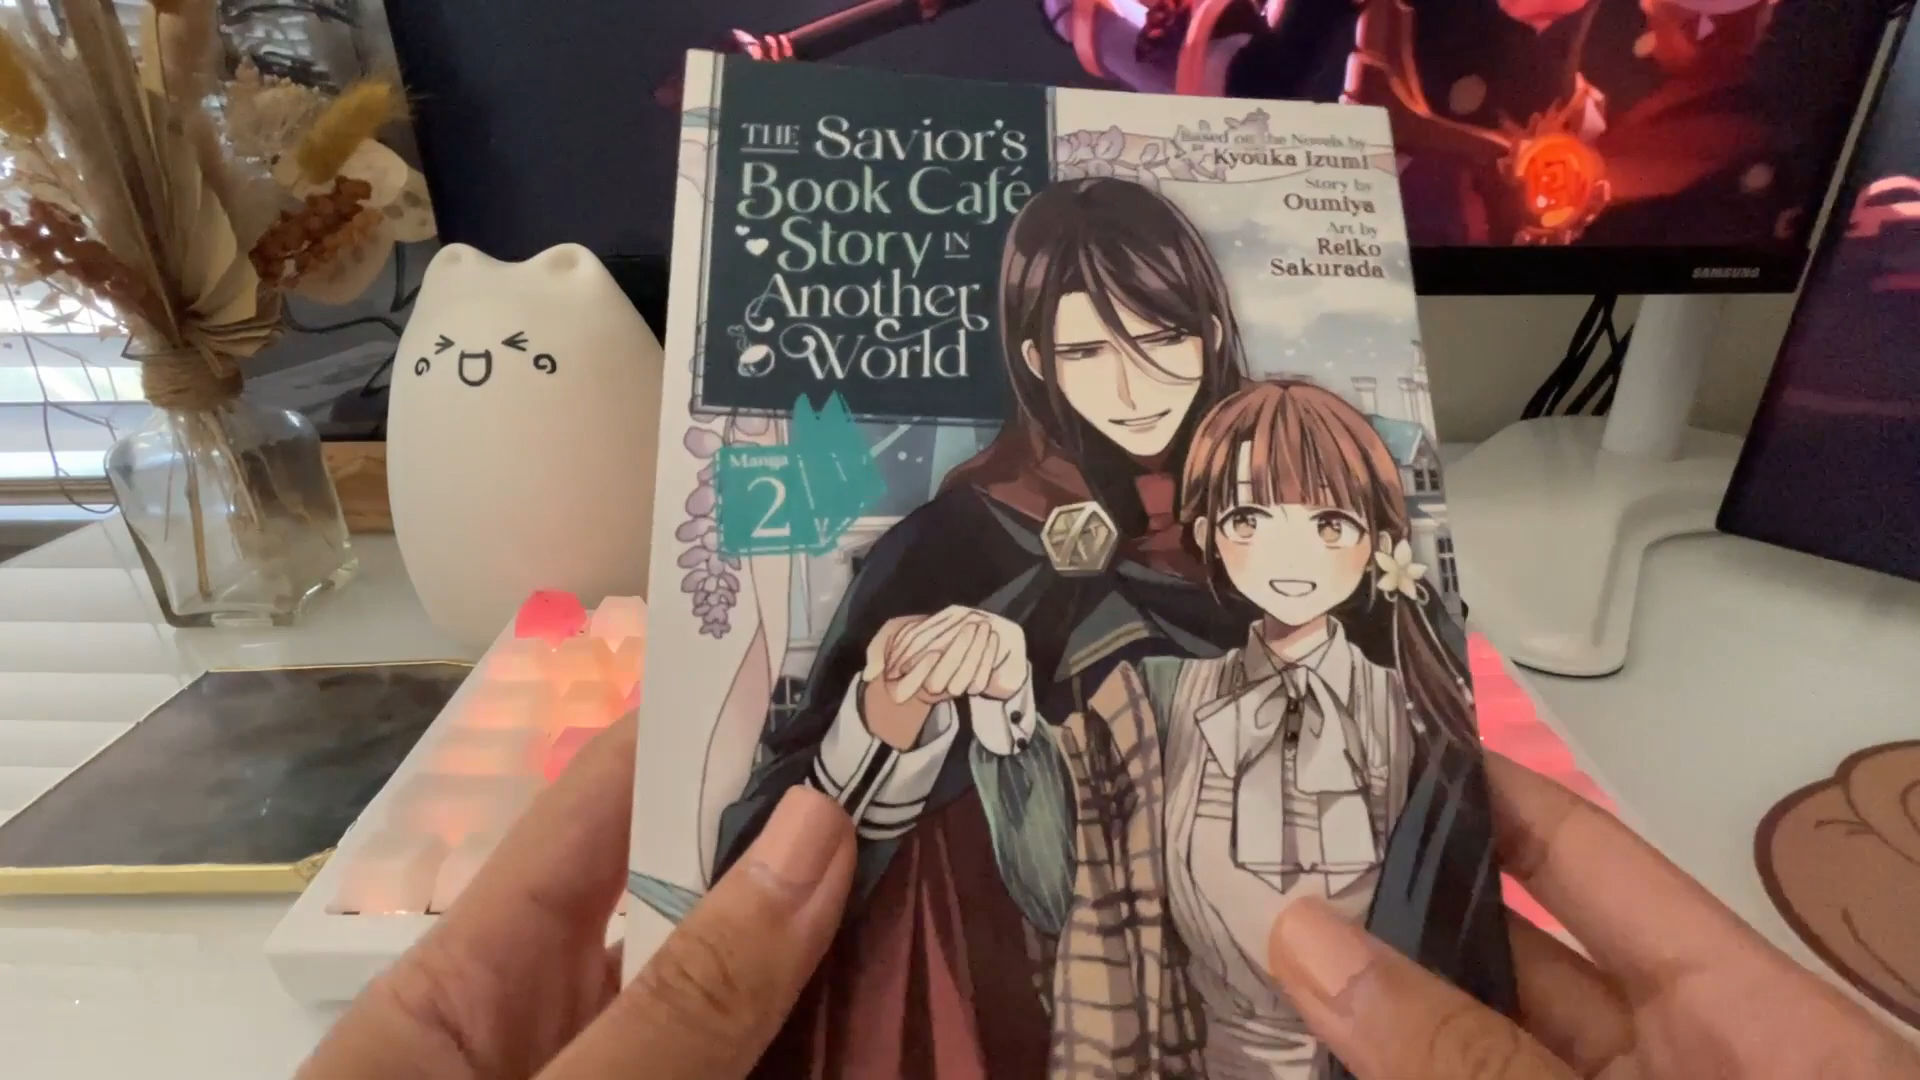 THE Savior's
Book Café
Story IN
Another
World
Based on the Novels by
Kyouka Izumi
Story by
Oumiya
Art by
Reiko
Sakurada
Manga
2
SAMSUNG